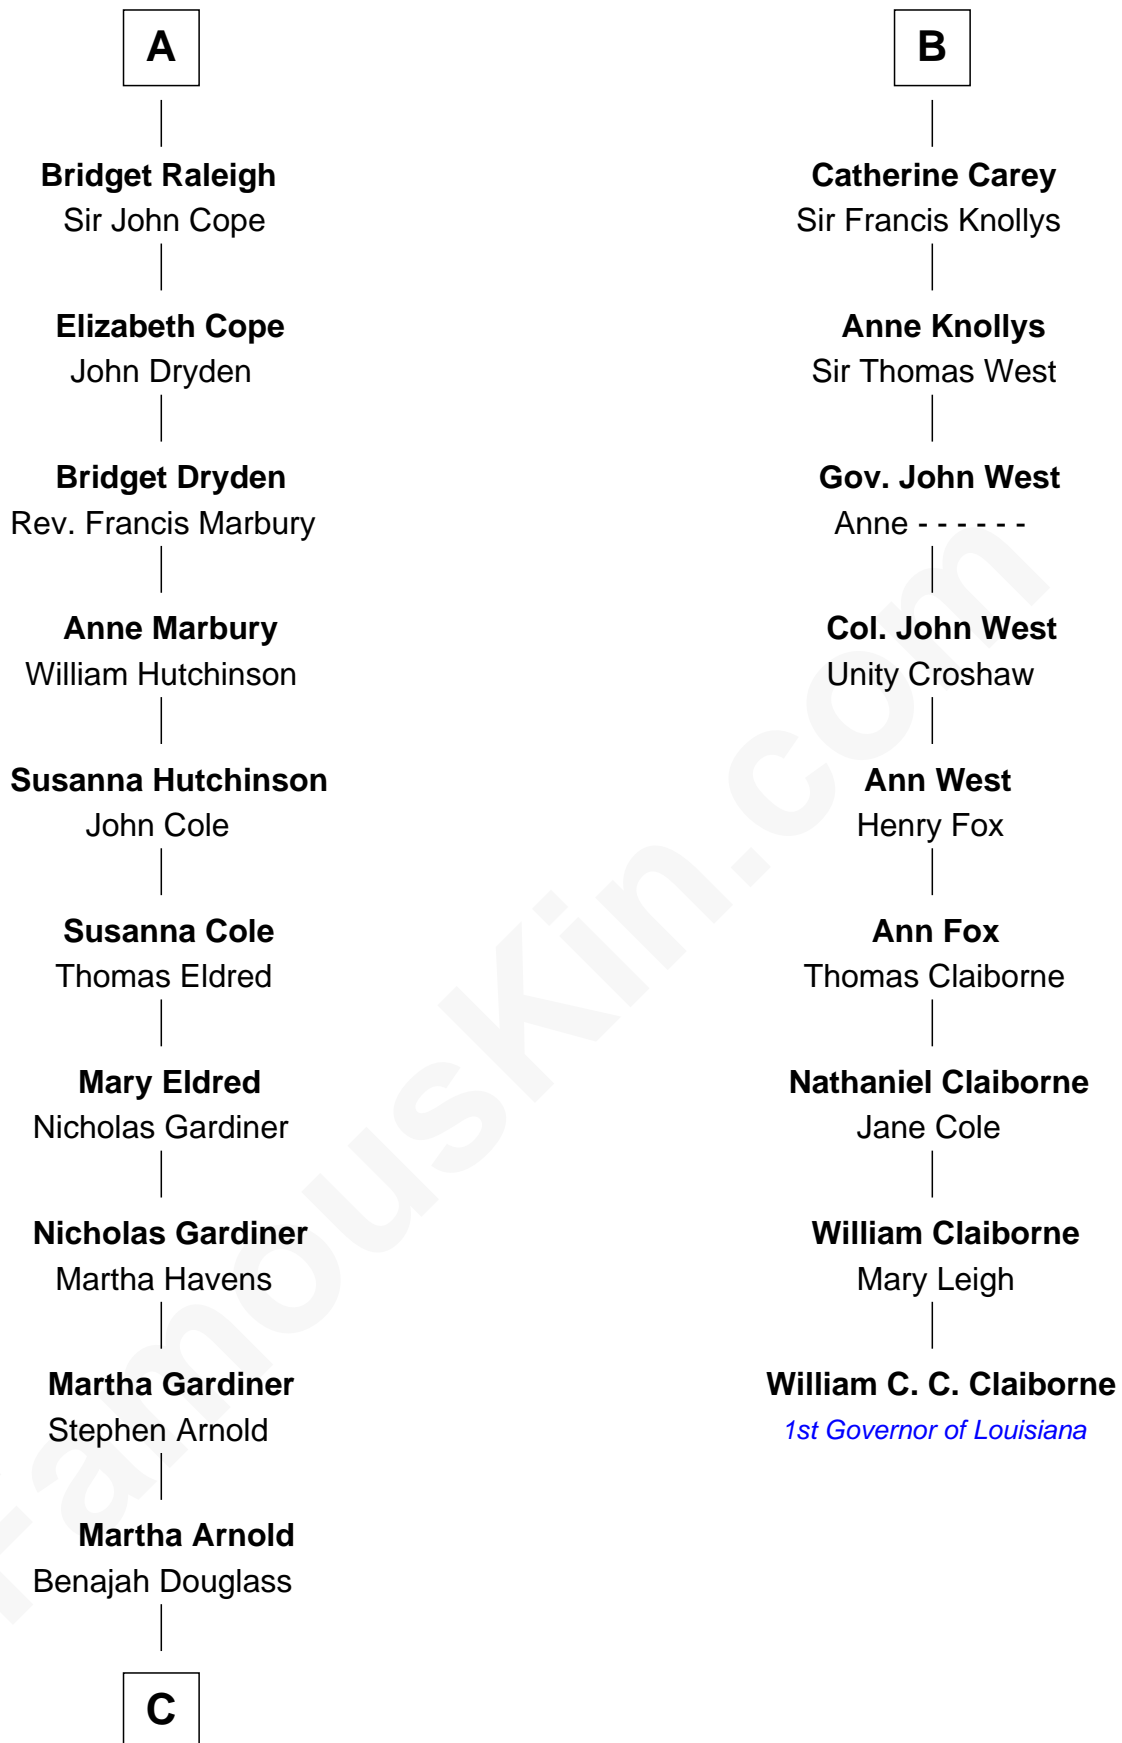 A
Bridget Raleigh
Sir John Cope
Elizabeth Cope
John Dryden
Bridget Dryden
Rev. Francis Marbury
Anne Marbury
William Hutchinson
Susanna Hutchinson
John Cole
Susanna Cole
Thomas Eldred
Mary Eldred
Nicholas Gardiner
Nicholas Gardiner
Martha Havens
Martha Gardiner
Stephen Arnold
Martha Arnold
Benajah Douglass
C
B
Catherine Carey
Sir Francis Knollys
Anne Knollys
Sir Thomas West
Gov. John West
Anne - - - - - -
Col. John West
Unity Croshaw
Ann West
Henry Fox
Ann Fox
Thomas Claiborne
Nathaniel Claiborne
Jane Cole
William Claiborne
Mary Leigh
William C. C. Claiborne
1st Governor of Louisiana
FamousKin.com